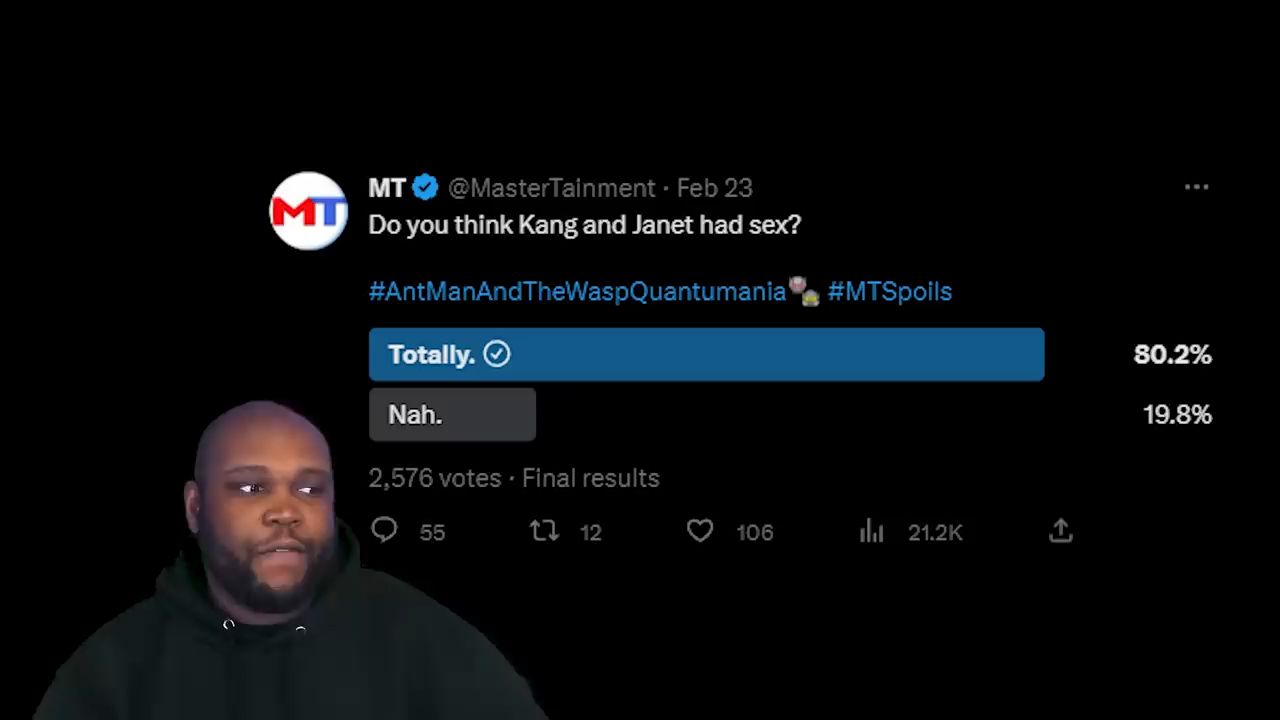 MT
MT @MasterTainment · Feb 23
Do you think Kang and Janet had sex?
#AntManAndTheWaspQuantumania #MTSpoils
Totally. 80.2%
Nah. 19.8%
2,576 votes · Final results
55 12 106 21.2K